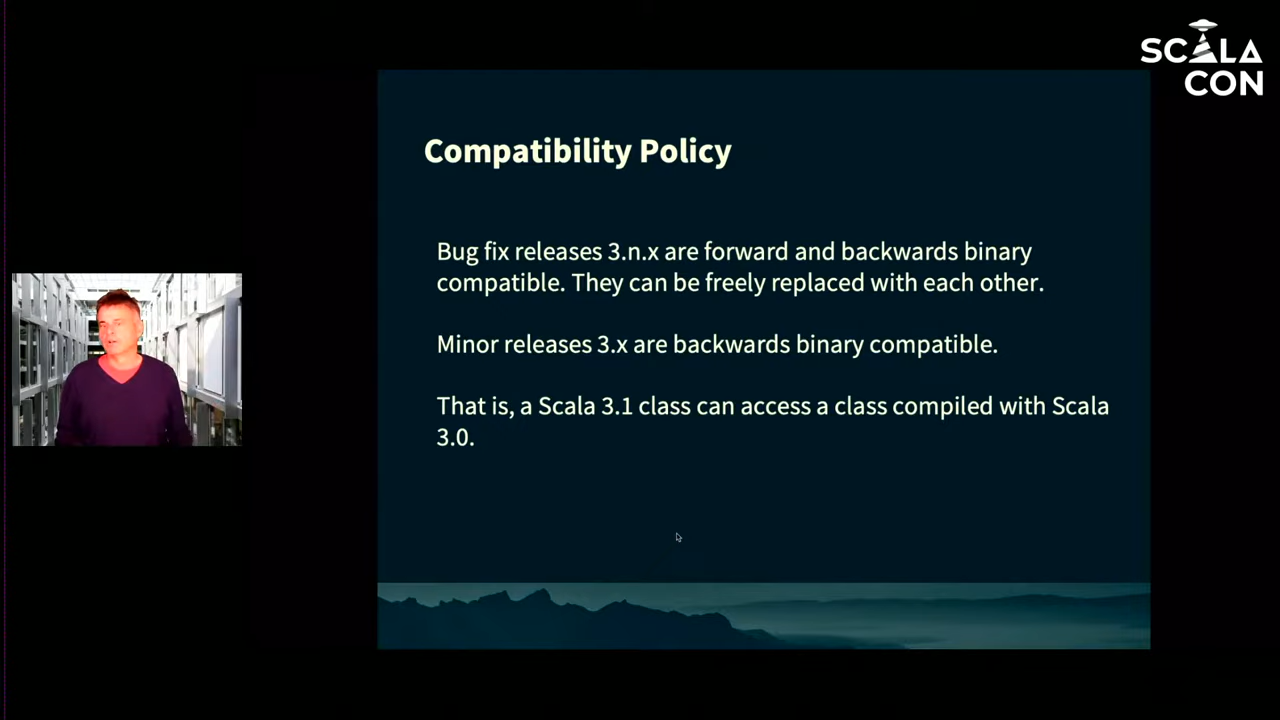 SCALA
CON
Compatibility Policy
Bug fix releases 3.n.x are forward and backwards binary
compatible. They can be freely replaced with each other.
Minor releases 3.x are backwards binary compatible.
That is, a Scala 3.1 class can access a class compiled with Scala
3.0.